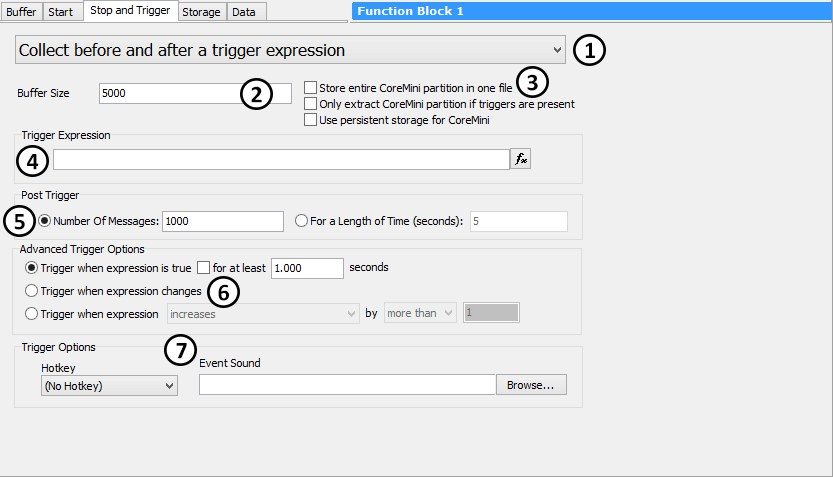 Buffer Start Stop and Trigger Storage Data Function Block 1
Collect before and after a trigger expression 1
Buffer Size 5000 2
Store entire CoreMini partition in one file 3
Only extract CoreMini partition if triggers are present
Use persistent storage for CoreMini
Trigger Expression
4 fx
Post Trigger
5 Number Of Messages: 1000 For a Length of Time (seconds): 5
Advanced Trigger Options
Trigger when expression is true for at least 1.000 seconds
Trigger when expression changes 6
Trigger when expression increases by more than 1
Trigger Options 7
Hotkey Event Sound
(No Hotkey) Browse...